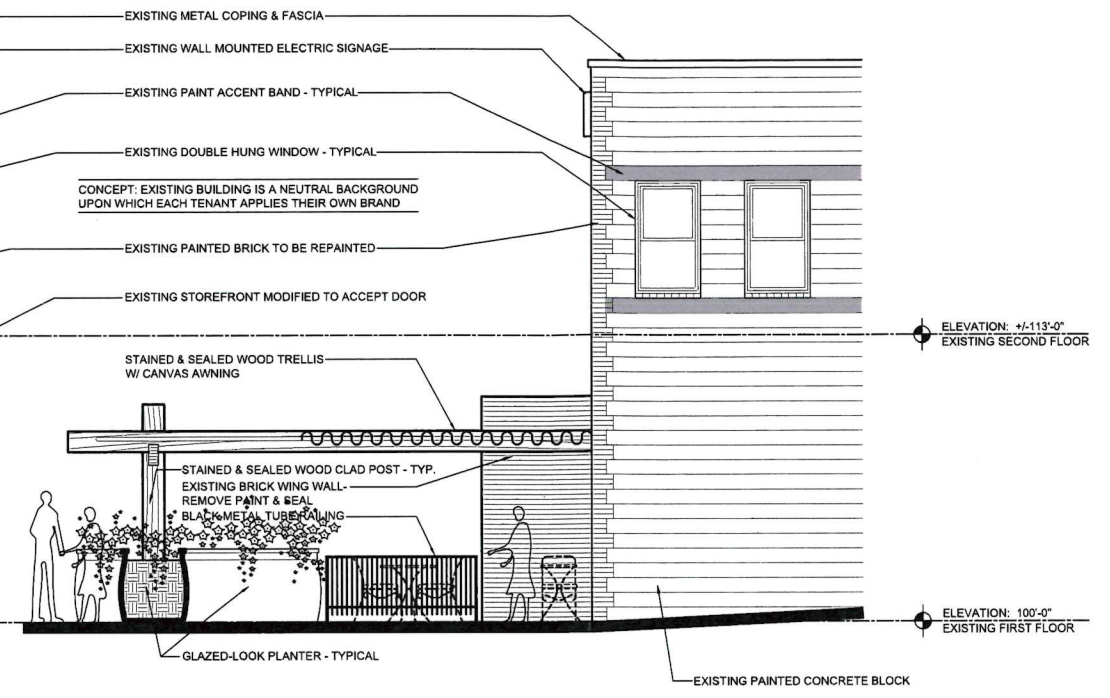 EXISTING METAL COPING & FASCIA
EXISTING WALL MOUNTED ELECTRIC SIGNAGE
EXISTING PAINT ACCENT BAND - TYPICAL
EXISTING DOUBLE HUNG WINDOW - TYPICAL
CONCEPT: EXISTING BUILDING IS A NEUTRAL BACKGROUND
UPON WHICH EACH TENANT APPLIES THEIR OWN BRAND
EXISTING PAINTED BRICK TO BE REPAINTED
EXISTING STOREFRONT MODIFIED TO ACCEPT DOOR
ELEVATION: +/-113'-0"
EXISTING SECOND FLOOR
STAINED & SEALED WOOD TRELLIS
W/ CANVAS AWNING
STAINED & SEALED WOOD CLAD POST - TYP.
EXISTING BRICK WING WALL-
REMOVE PAINT & SEAL
BLACK METAL TUBE RAILING
ELEVATION: 100'-0"
EXISTING FIRST FLOOR
GLAZED-LOOK PLANTER - TYPICAL
EXISTING PAINTED CONCRETE BLOCK